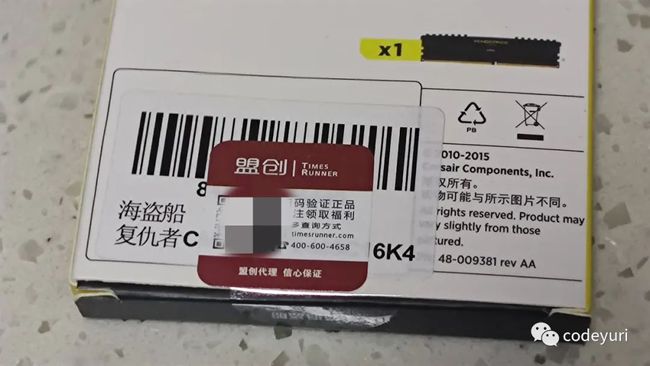 x1
盟创 TIMES RUNNER
8
海盗船
复仇者C
6K4
码验证正品
注领取福利
多查询方式
timesrunner.com
400-600-4658
盟创代理 信心保证
PB
2010-2015
Components, Inc.
权所有。
物可能与所示图片不同。
rights reserved. Product may
slightly from those
48-009381 rev AA
codeyuri